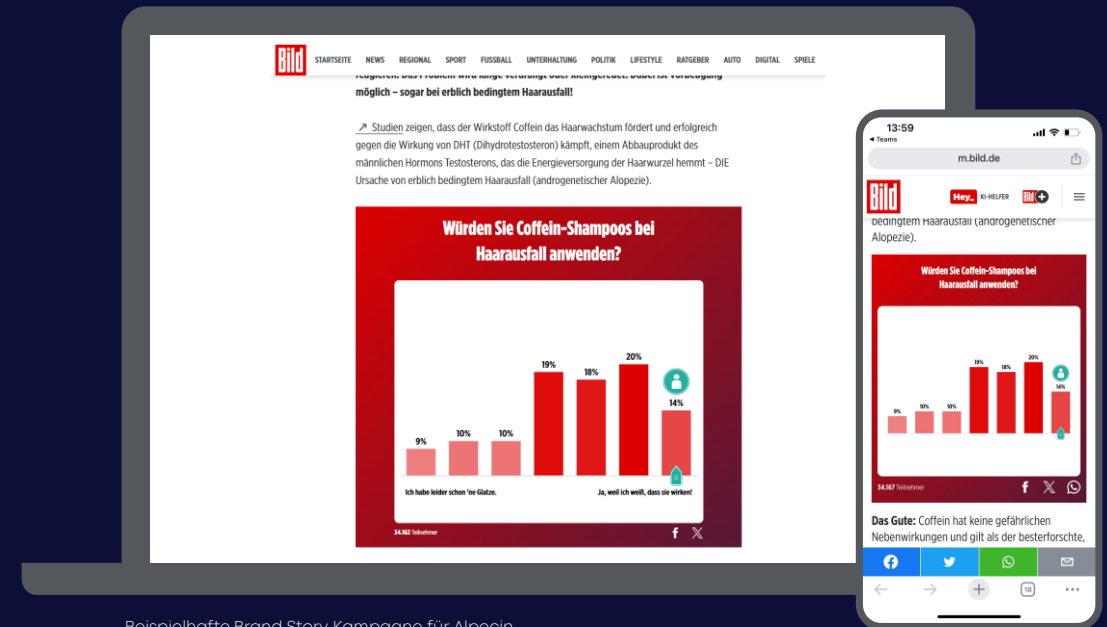 Bild STARTSEITE NEWS REGIONAL SPORT FUSSBALL UNTERHALTUNG POLITIK LIFESTYLE RATGEBER AUTO DIGITAL SPIELE
möglich – sogar bei erblich bedingtem Haarausfall!
↗ Studien zeigen, dass der Wirkstoff Coffein das Haarwachstum fördert und erfolgreich
gegen die Wirkung von DHT (Dihydrotestosteron) kämpft, einem Abbauprodukt des
männlichen Hormons Testosterons, das die Energieversorgung der Haarwurzel hemmt – DIE
Ursache von erblich bedingtem Haarausfall (androgenetischer Alopezie).
Würden Sie Coffein-Shampoos bei
Haarausfall anwenden?
9% 10% 10% 19% 18% 20% 14%
Ich habe leider schon 'ne Glatze. Ja, weil ich weiß, dass sie wirken!
34.162 Teilnehmer
13:59
Teams
m.bild.de
Bild Hey_ KI-HELFER Bild+
bedingtem Haarausfall (androgenetischer
Alopezie).
Würden Sie Coffein-Shampoos bei
Haarausfall anwenden?
9% 10% 10% 19% 18% 20% 14%
34.167 Teilnehmer
Das Gute: Coffein hat keine gefährlichen
Nebenwirkungen und gilt als der besterforschte,
18
Beispielhafte Brand Story Kampagne für Alpecin